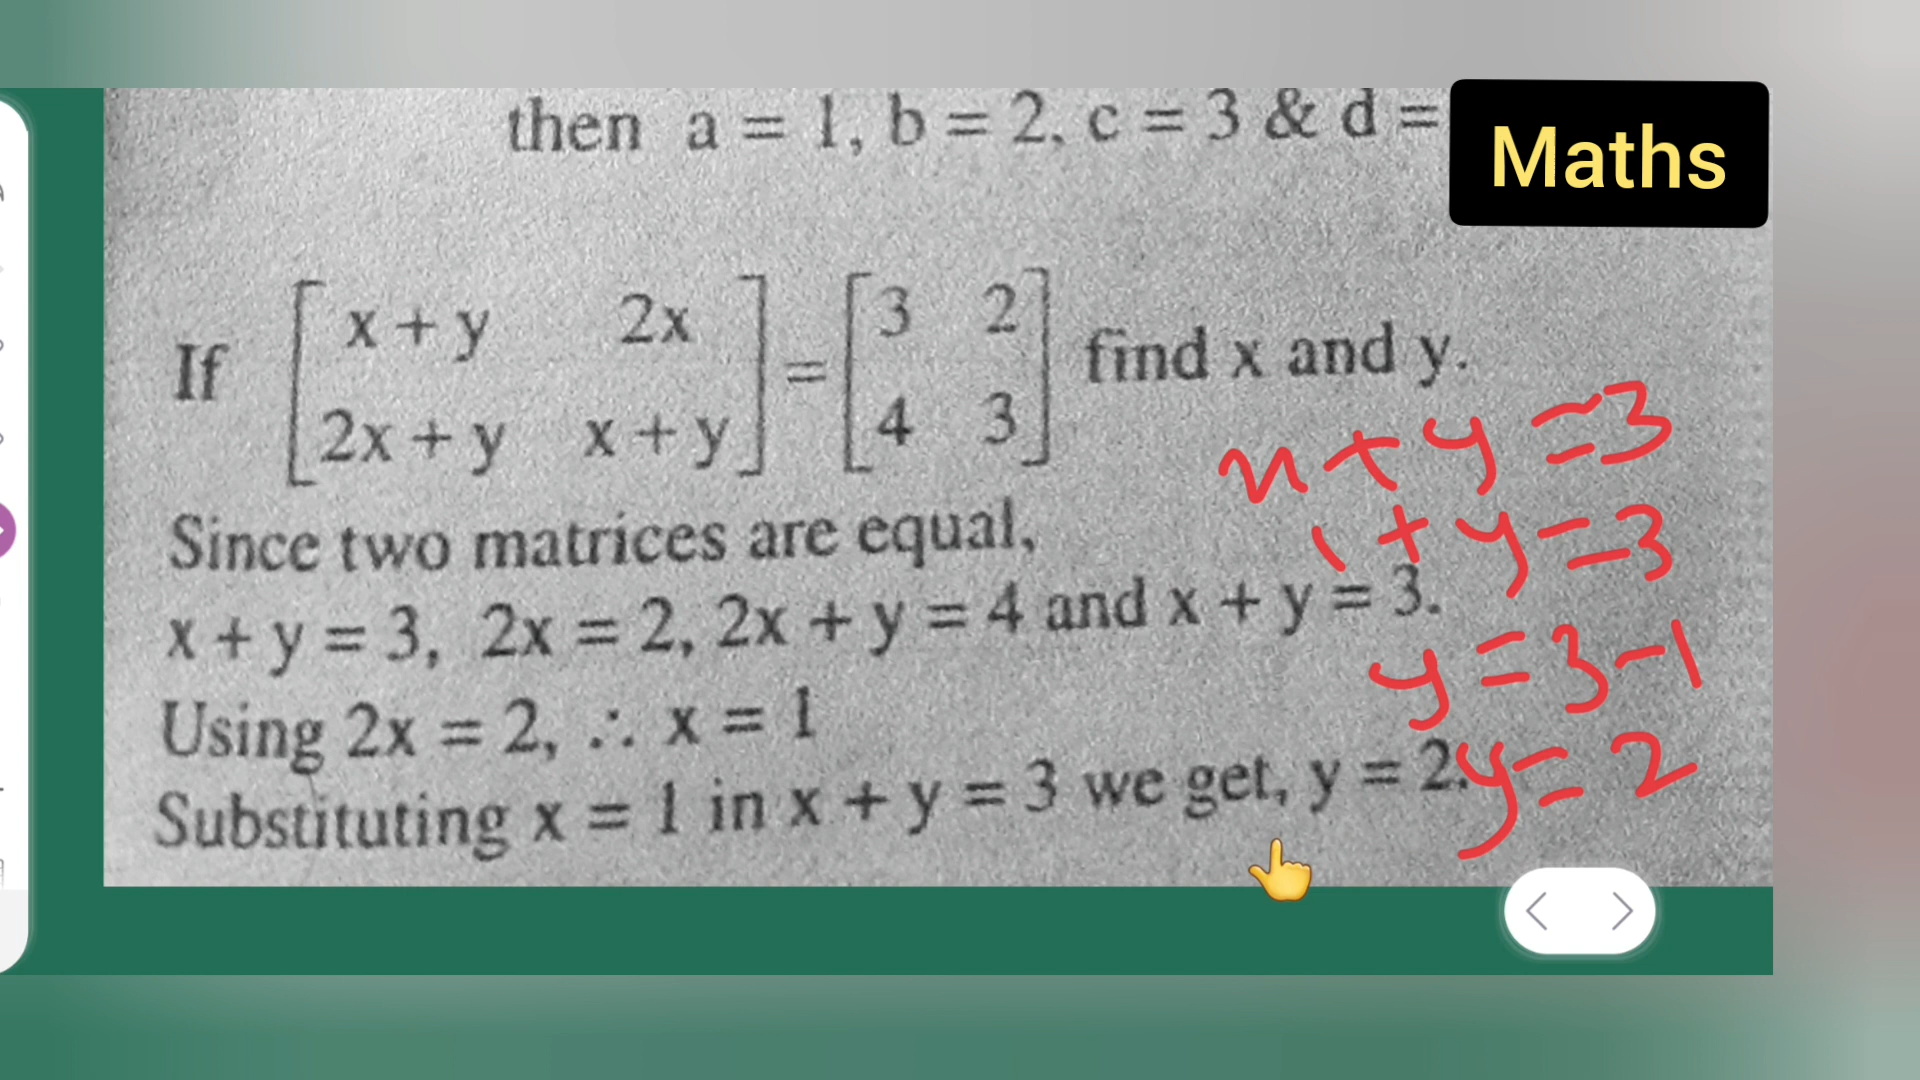 then a = 1, b = 2, c = 3 & d =
Maths
If [ x + y 2x ] = [ 3 2 ] find x and y.
[ 2x + y x + y ] [ 4 3 ]
x + y = 3
Since two matrices are equal,
1 + y = 3
x + y = 3, 2x = 2, 2x + y = 4 and x + y = 3.
y = 3 - 1
Using 2x = 2, ∴ x = 1
Substituting x = 1 in x + y = 3 we get, y = 2.
y = 2